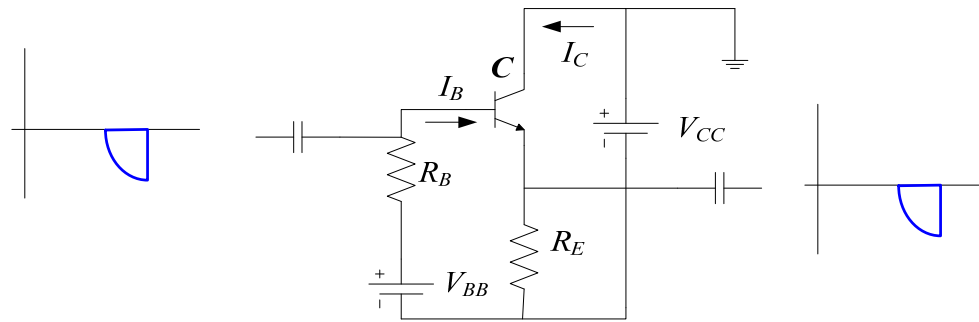 I_C
C
I_B
+
V_CC
-
R_B
R_E
+
V_BB
-